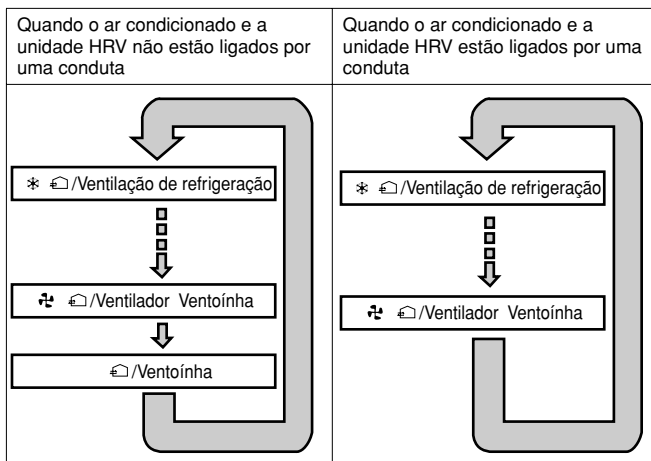 Quando o ar condicionado e a
unidade HRV não estão ligados por
uma conduta
Quando o ar condicionado e a
unidade HRV estão ligados por uma
conduta
/Ventilação de refrigeração
/Ventilador Ventoínha
/Ventoínha
/Ventilação de refrigeração
/Ventilador Ventoínha